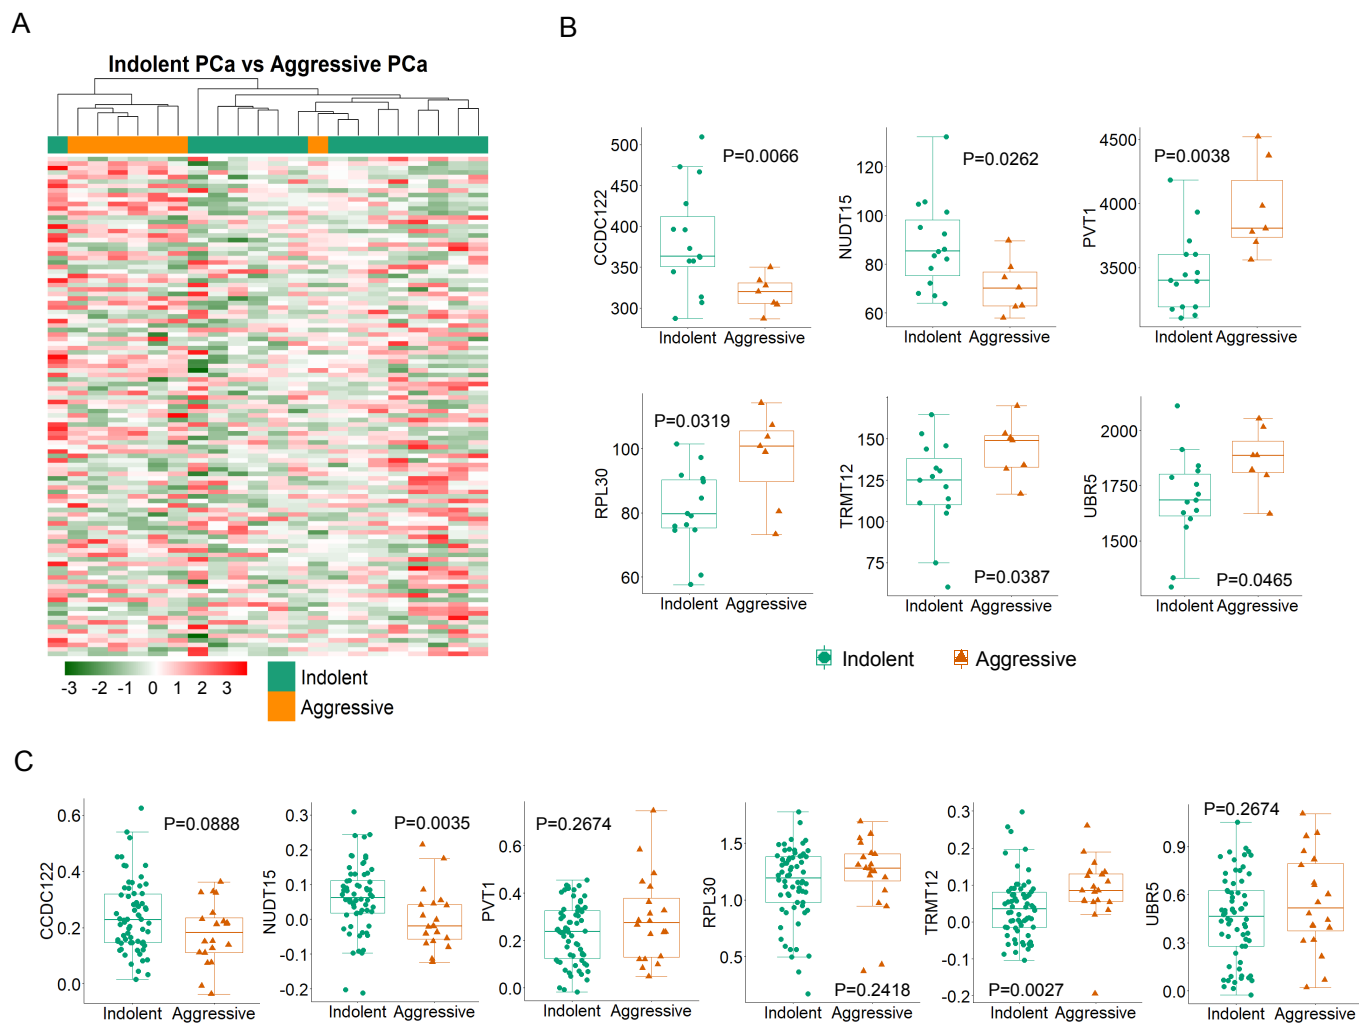 A
Indolent PCa vs Aggressive PCa
-3 -2 -1 0 1 2 3
Indolent
Aggressive
B
CCDC122
500
450
400
350
300
P=0.0066
Indolent Aggressive
NUDT15
120
100
80
60
P=0.0262
Indolent Aggressive
PVT1
4500
4000
3500
P=0.0038
Indolent Aggressive
RPL30
100
80
60
P=0.0319
Indolent Aggressive
TRMT12
150
125
100
75
P=0.0387
Indolent Aggressive
UBR5
2000
1750
1500
P=0.0465
Indolent Aggressive
Indolent Aggressive
C
CCDC122
0.6
0.4
0.2
0.0
P=0.0888
Indolent Aggressive
NUDT15
0.3
0.2
0.1
0.0
-0.1
-0.2
P=0.0035
Indolent Aggressive
PVT1
0.6
0.4
0.2
0.0
P=0.2674
Indolent Aggressive
RPL30
1.5
1.0
0.5
P=0.2418
Indolent Aggressive
TRMT12
0.3
0.2
0.1
0.0
-0.1
-0.2
P=0.0027
Indolent Aggressive
UBR5
0.9
0.6
0.3
0.0
P=0.2674
Indolent Aggressive